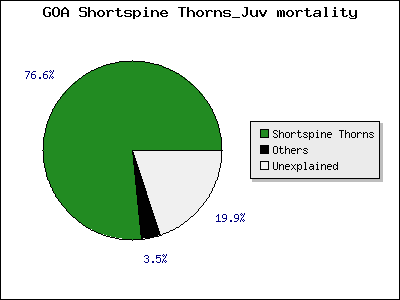 GOA Shortspine Thorns_Juv mortality
76.6%
Shortspine Thorns
Others
Unexplained
19.9%
3.5%